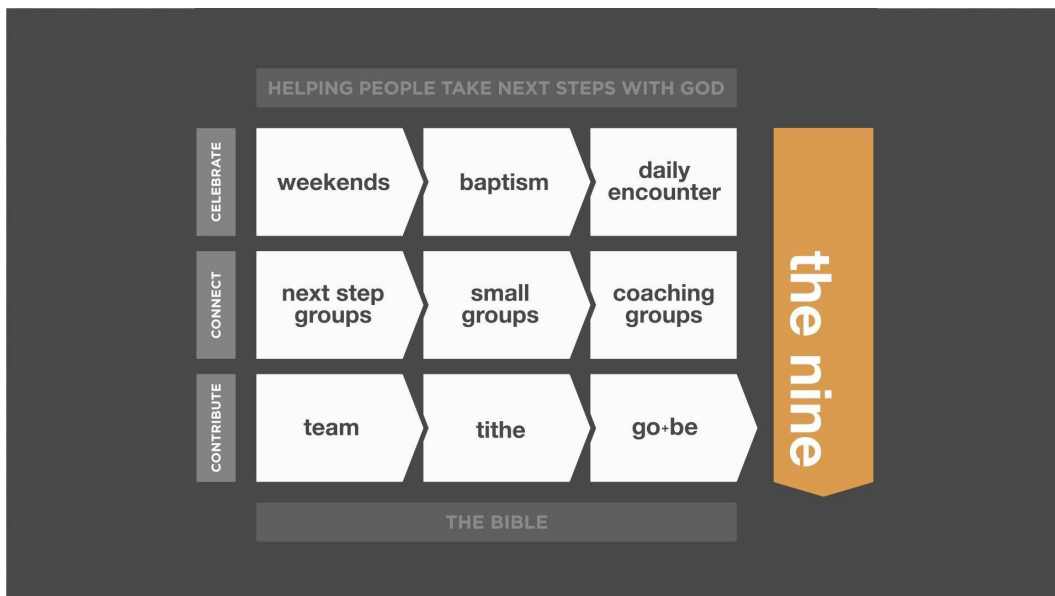 HELPING PEOPLE TAKE NEXT STEPS WITH GOD
CELEBRATE
weekends
baptism
daily
encounter
CONNECT
next step
groups
small
groups
coaching
groups
CONTRIBUTE
team
tithe
go+be
the nine
THE BIBLE